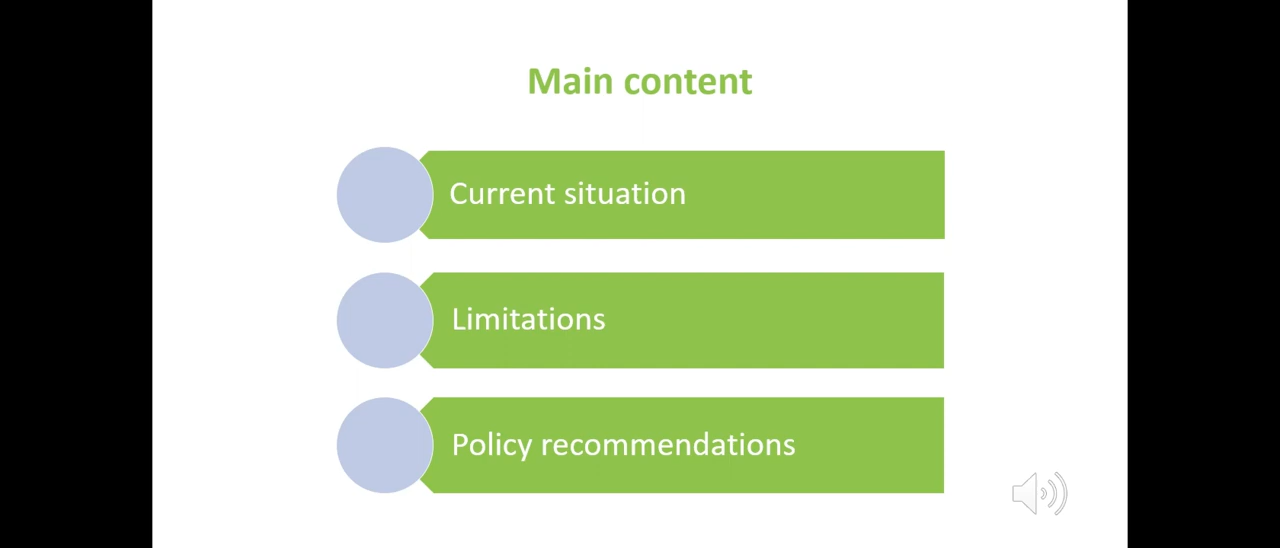 Main content
Current situation
Limitations
Policy recommendations